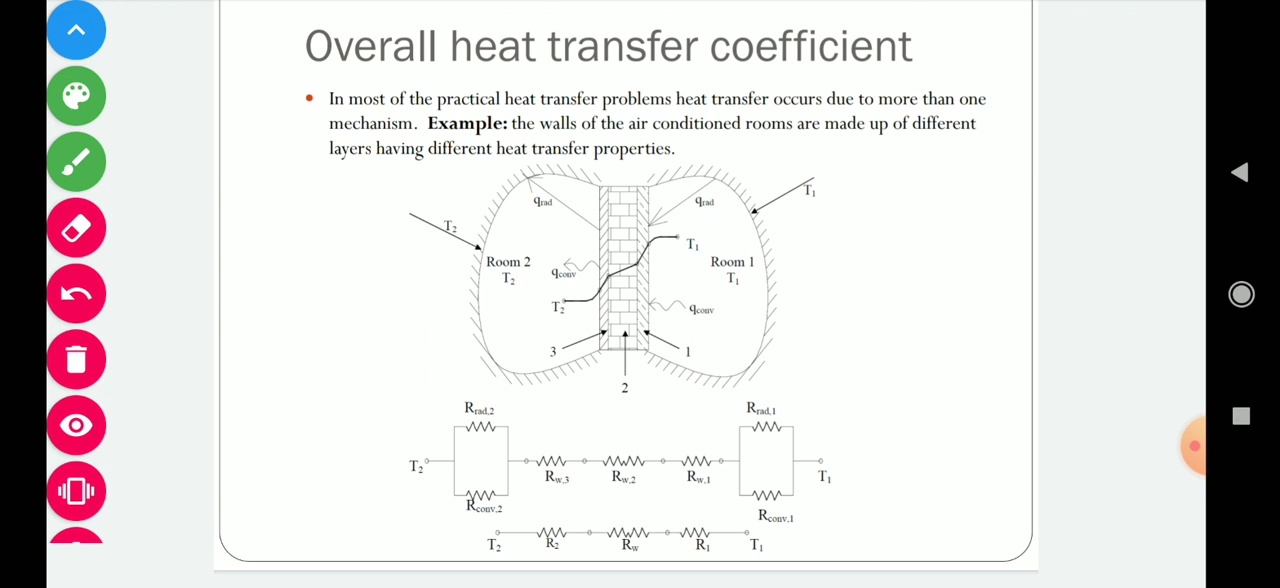 Overall heat transfer coefficient
• In most of the practical heat transfer problems heat transfer occurs due to more than one
mechanism. Example: the walls of the air conditioned rooms are made up of different
layers having different heat transfer properties.
T₁
qrad
qrad
T₂
T₁
Room 2
Room 1
T₂
qconv
T₁
T₂
qconv
3
1
2
Rrad,2
Rrad,1
T₂
Rw,3
Rw,2
Rw,1
T₁
Rconv,2
Rconv,1
T₂
R₂
Rw
R₁
T₁